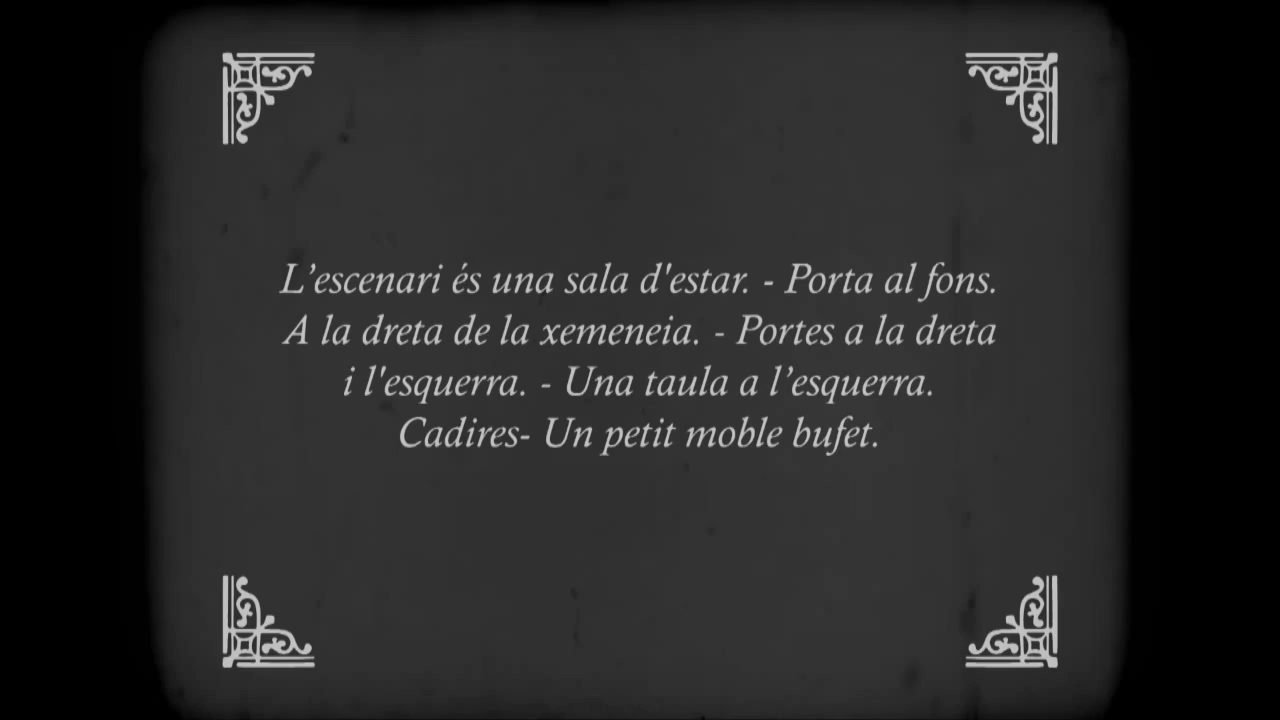 L’escenari és una sala d'estar. - Porta al fons.
A la dreta de la xemeneia. - Portes a la dreta
i l'esquerra. - Una taula a l’esquerra.
Cadires- Un petit moble bufet.